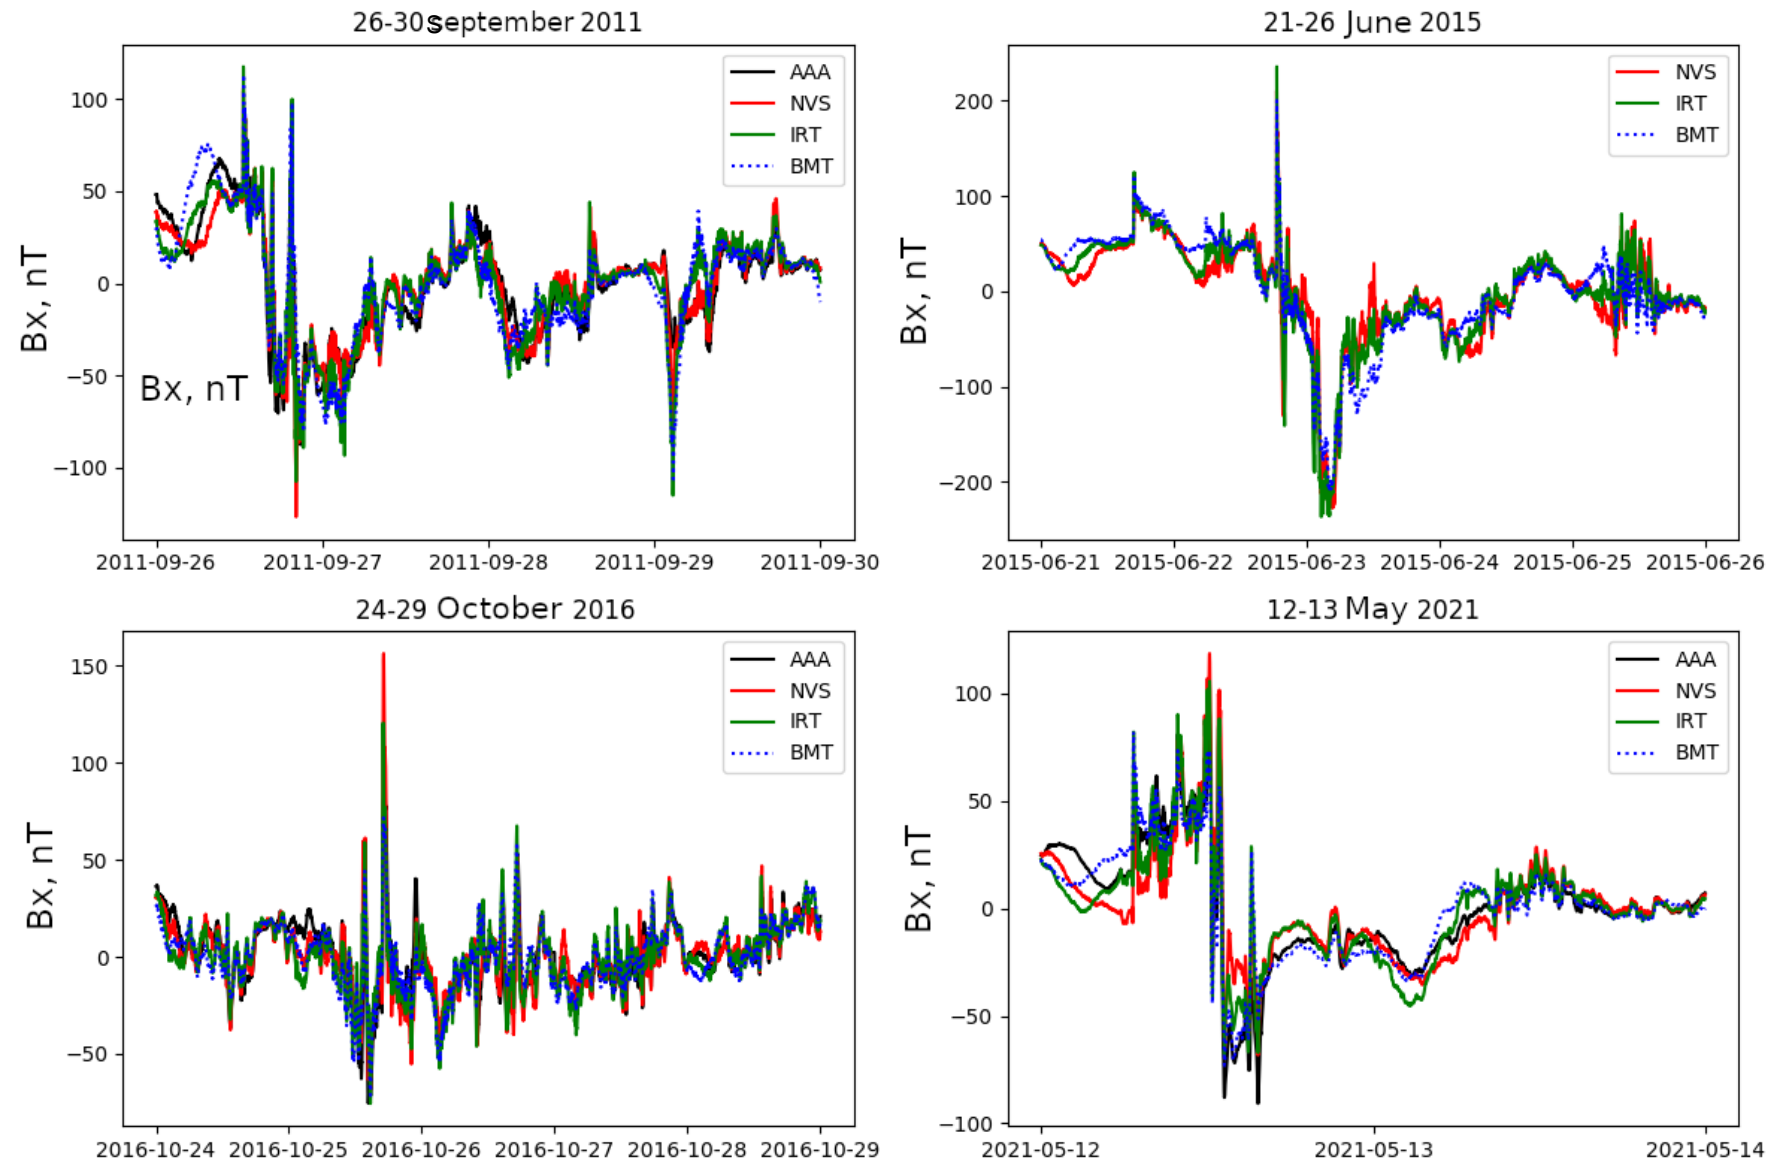 26-30september 2011
AAA
NVS
IRT
BMT
100
50
0
−50
−100
Bx, nT
Bx, nT
2011-09-26 2011-09-27 2011-09-28 2011-09-29 2011-09-30
21-26 June 2015
NVS
IRT
BMT
200
100
0
−100
−200
Bx, nT
2015-06-21 2015-06-22 2015-06-23 2015-06-24 2015-06-25 2015-06-26
24-29 October 2016
AAA
NVS
IRT
BMT
150
100
50
0
−50
Bx, nT
2016-10-24 2016-10-25 2016-10-26 2016-10-27 2016-10-28 2016-10-29
12-13 May 2021
AAA
NVS
IRT
BMT
100
50
0
−50
−100
Bx, nT
2021-05-12 2021-05-13 2021-05-14